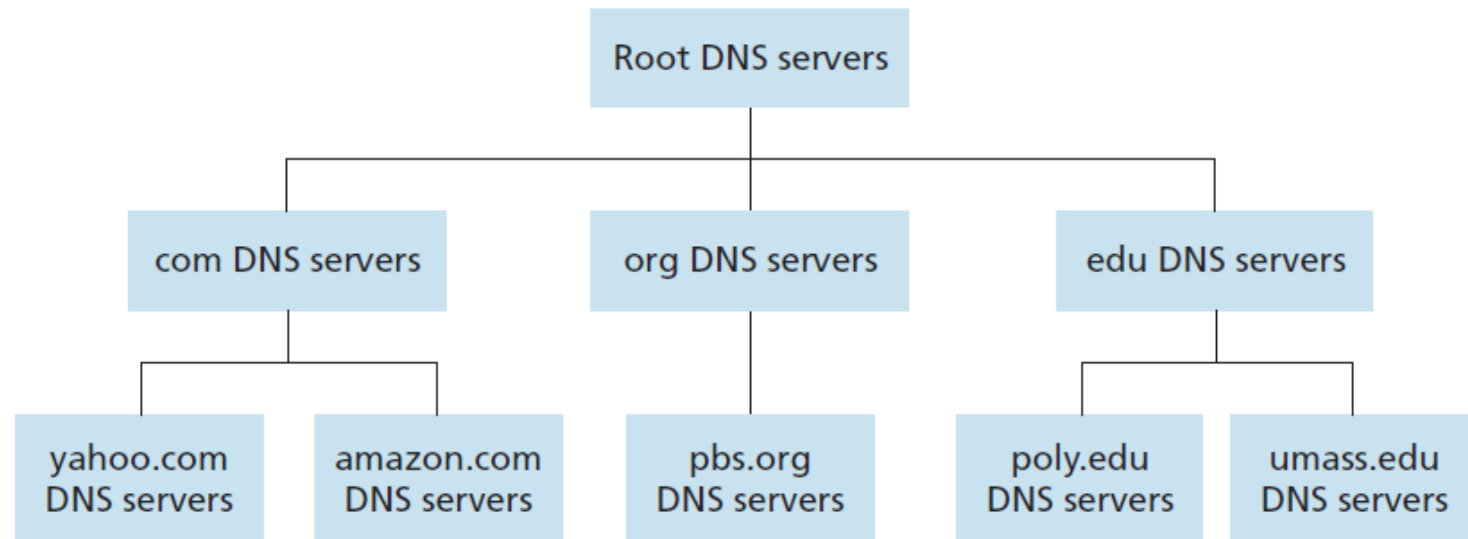 Root DNS servers
com DNS servers
org DNS servers
edu DNS servers
yahoo.com
DNS servers
amazon.com
DNS servers
pbs.org
DNS servers
poly.edu
DNS servers
umass.edu
DNS servers